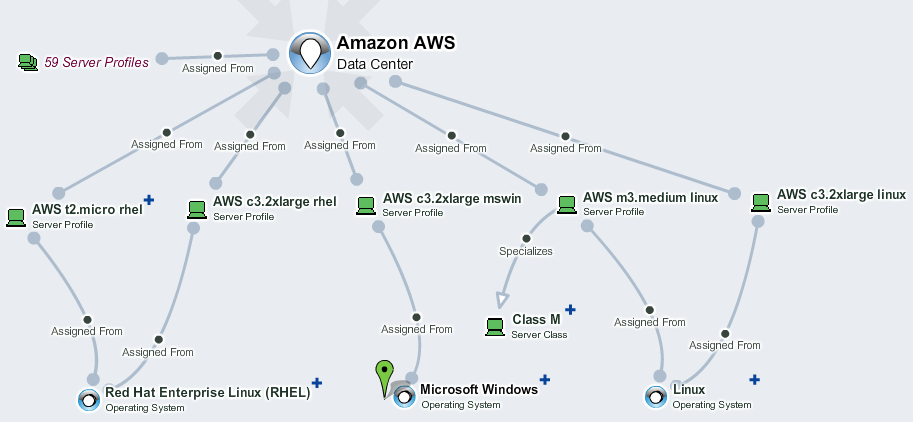 Amazon AWS
Data Center
59 Server Profiles
Assigned From
Assigned From
Assigned From
Assigned From
Assigned From
Assigned From
AWS t2.micro rhel
Server Profile
AWS c3.2xlarge rhel
Server Profile
AWS c3.2xlarge mswin
Server Profile
AWS m3.medium linux
Server Profile
AWS c3.2xlarge linux
Server Profile
Specializes
Class M
Server Class
Assigned From
Assigned From
Assigned From
Assigned From
Assigned From
Red Hat Enterprise Linux (RHEL)
Operating System
Microsoft Windows
Operating System
Linux
Operating System